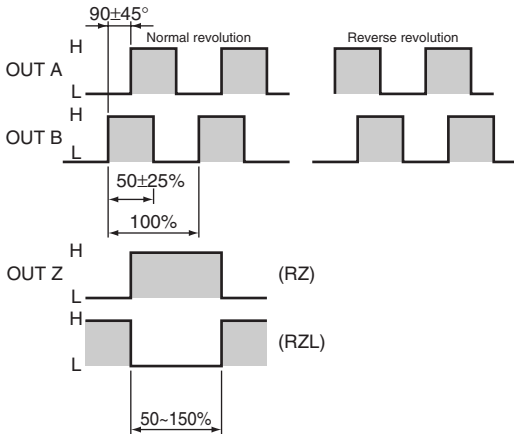 90±45°
Normal revolution
Reverse revolution
H
OUT A
L
H
OUT B
L
50±25%
100%
H
OUT Z
(RZ)
L
H
(RZL)
L
50~150%